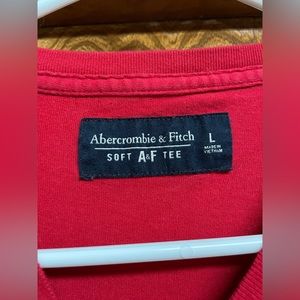 Abercrombie & Fitch
SOFT A&F TEE
L
MADE IN
VIETNAM